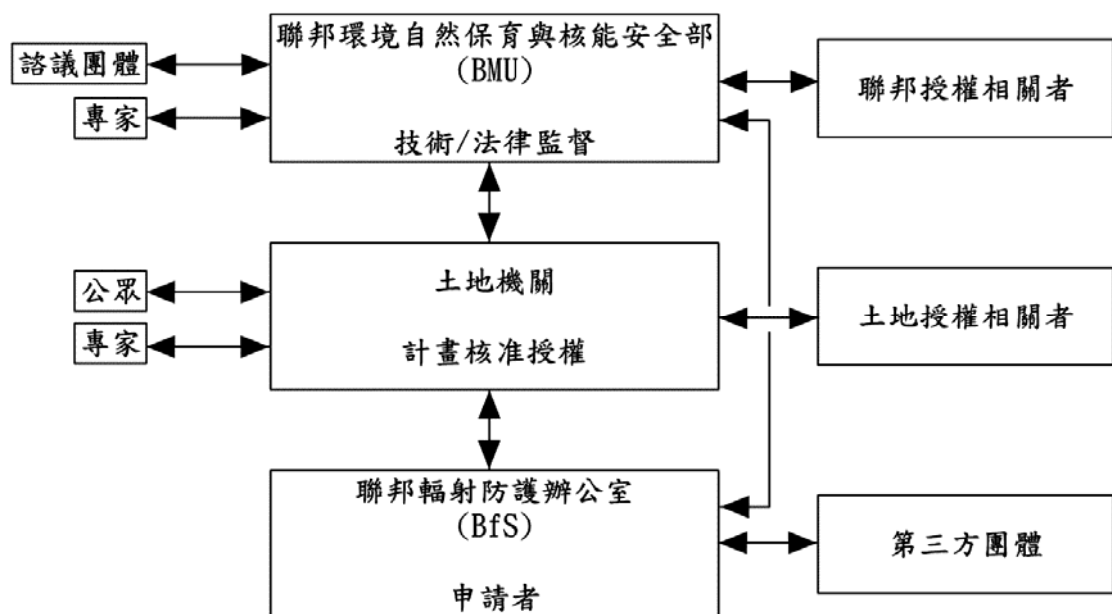 聯邦環境自然保育與核能安全部
(BMU)
技術/法律監督
諮議團體
專家
聯邦授權相關者
土地機關
計畫核准授權
公眾
專家
土地授權相關者
聯邦輻射防護辦公室
(BfS)
申請者
第三方團體